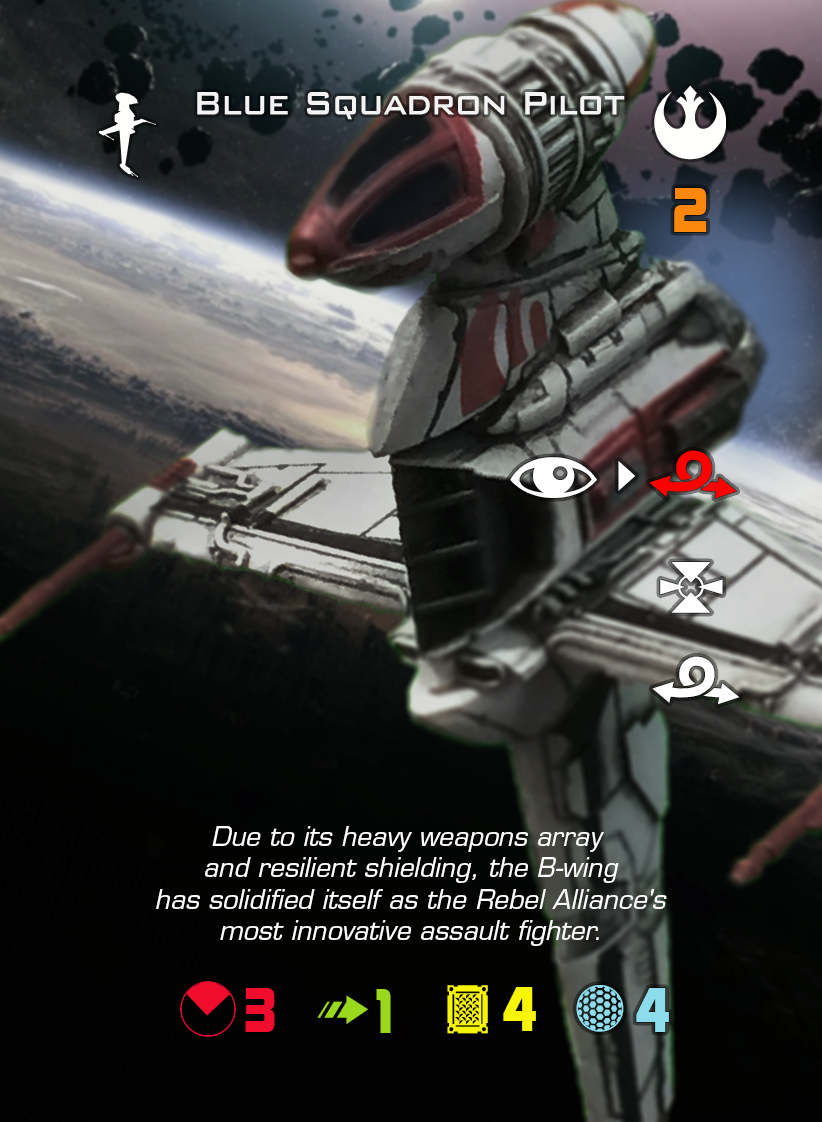 Blue Squadron Pilot
2
Due to its heavy weapons array
and resilient shielding, the B-wing
has solidified itself as the Rebel Alliance's
most innovative assault fighter.
3 1 4 4